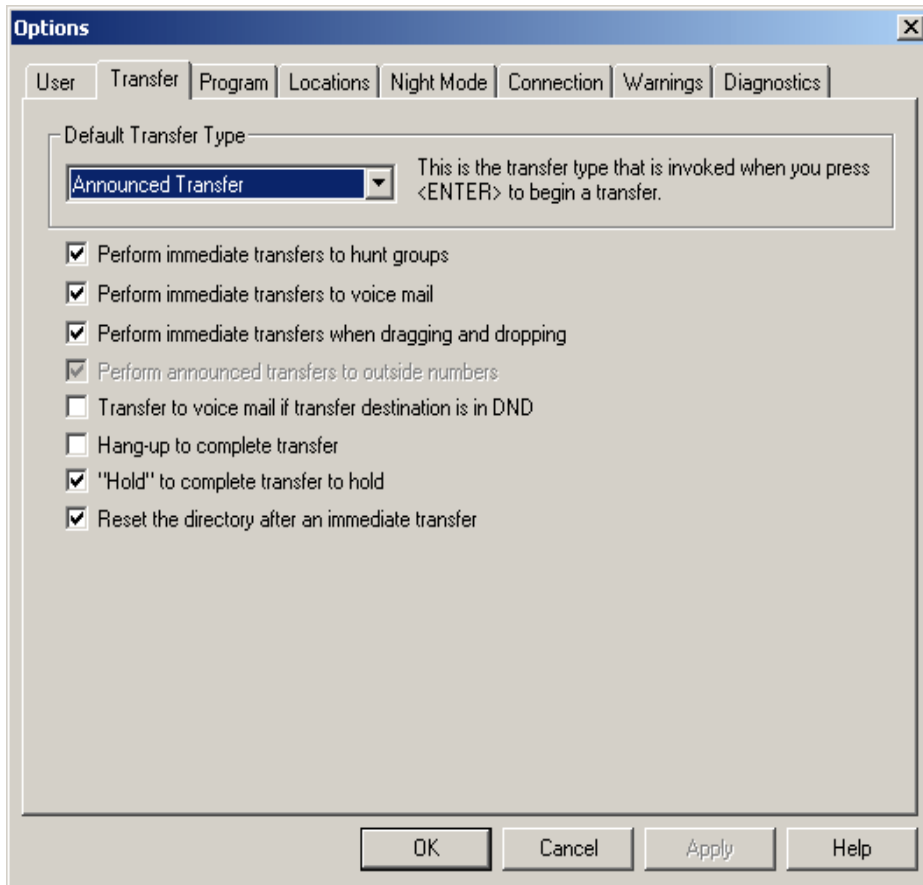 Options
User Transfer Program Locations Night Mode Connection Warnings Diagnostics
Default Transfer Type
Announced Transfer
This is the transfer type that is invoked when you press
<ENTER> to begin a transfer.
Perform immediate transfers to hunt groups
Perform immediate transfers to voice mail
Perform immediate transfers when dragging and dropping
Perform announced transfers to outside numbers
Transfer to voice mail if transfer destination is in DND
Hang-up to complete transfer
"Hold" to complete transfer to hold
Reset the directory after an immediate transfer
OK Cancel Apply Help